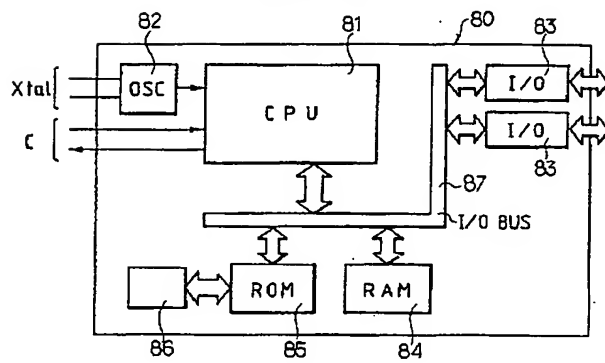 82
81
80
83
Xtal
OSC
CPU
I/O
C
I/O
83
87
I/O BUS
ROM
RAM
86
85
84